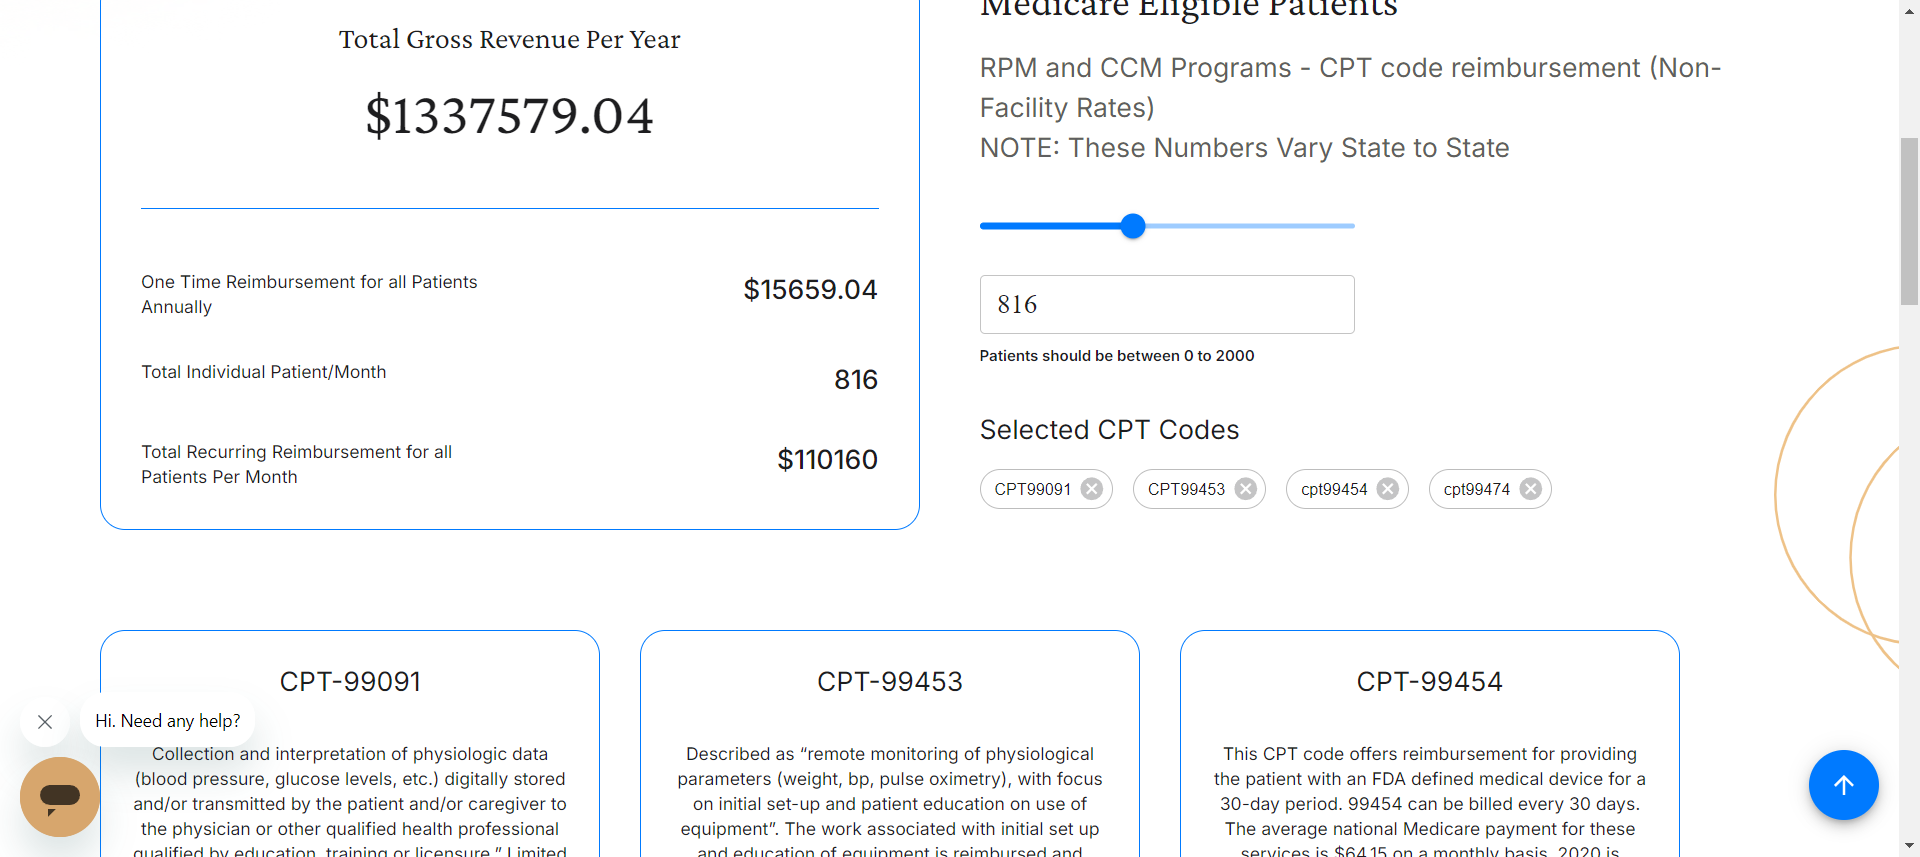 Total Gross Revenue Per Year
$1337579.04
One Time Reimbursement for all Patients
Annually
$15659.04
Total Individual Patient/Month
816
Total Recurring Reimbursement for all
Patients Per Month
$110160
Medicare Eligible Patients
RPM and CCM Programs - CPT code reimbursement (Non-
Facility Rates)
NOTE: These Numbers Vary State to State
816
Patients should be between 0 to 2000
Selected CPT Codes
CPT99091
CPT99453
cpt99454
cpt99474
CPT-99091
Collection and interpretation of physiologic data
(blood pressure, glucose levels, etc.) digitally stored
and/or transmitted by the patient and/or caregiver to
the physician or other qualified health professional
qualified by education, training or licensure.” Limited
CPT-99453
Described as “remote monitoring of physiological
parameters (weight, bp, pulse oximetry), with focus
on initial set-up and patient education on use of
equipment”. The work associated with initial set up
and education of equipment is reimbursed and
CPT-99454
This CPT code offers reimbursement for providing
the patient with an FDA defined medical device for a
30-day period. 99454 can be billed every 30 days.
The average national Medicare payment for these
services is $64.15 on a monthly basis. 2020 is
Hi. Need any help?